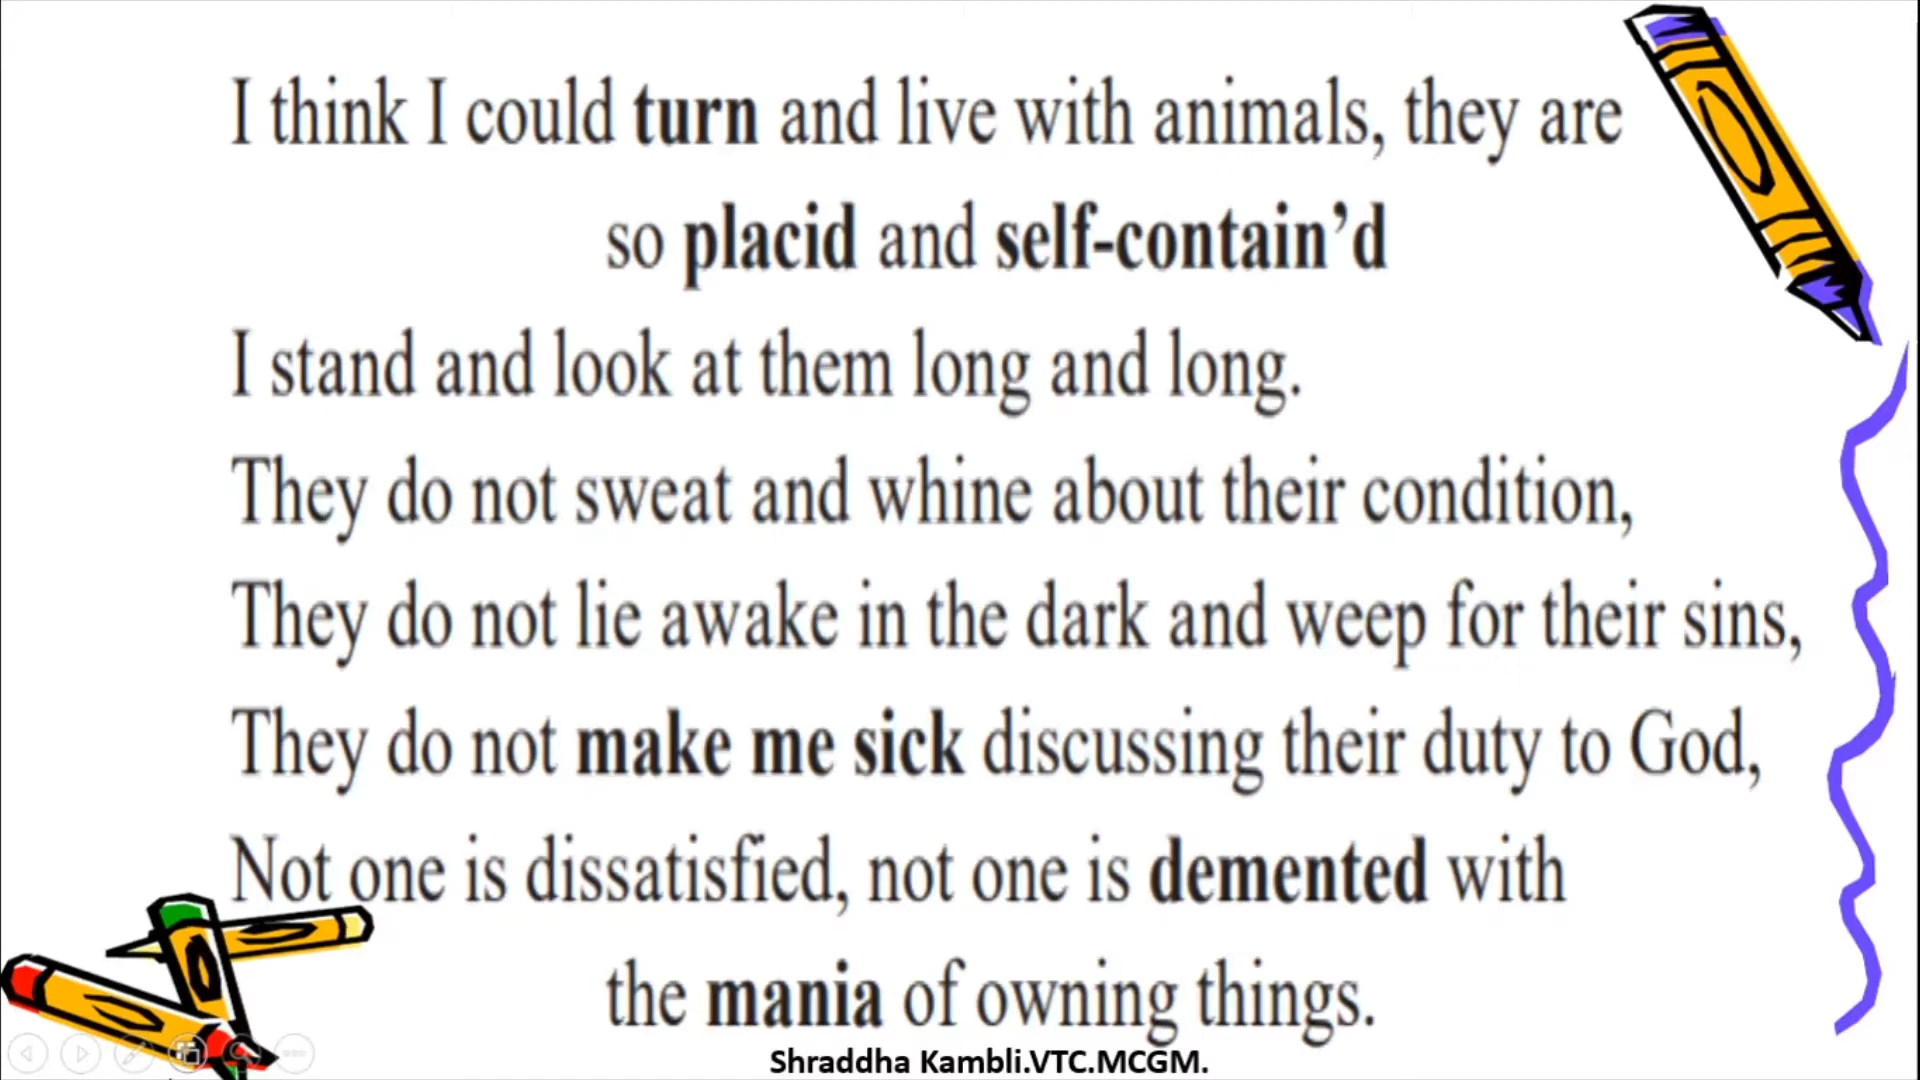 I think I could turn and live with animals, they are
so placid and self-contain’d
I stand and look at them long and long.
They do not sweat and whine about their condition,
They do not lie awake in the dark and weep for their sins,
They do not make me sick discussing their duty to God,
Not one is dissatisfied, not one is demented with
the mania of owning things.
Shraddha Kambli.VTC.MCGM.